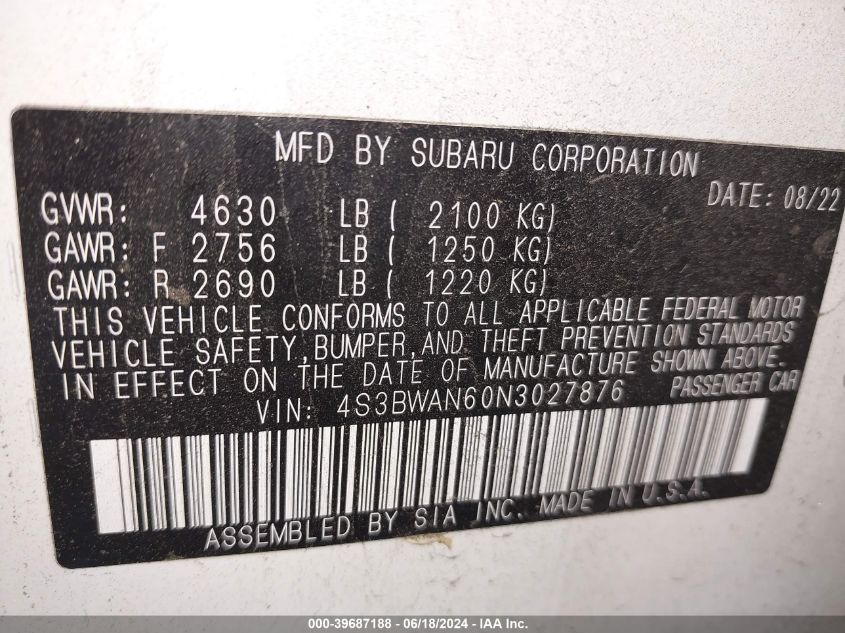 MFD BY SUBARU CORPORATION
DATE: 08/22
GVWR: 4630 LB ( 2100 KG)
GAWR: F 2756 LB ( 1250 KG)
GAWR: R 2690 LB ( 1220 KG)
THIS VEHICLE CONFORMS TO ALL APPLICABLE FEDERAL MOTOR
VEHICLE SAFETY, BUMPER, AND THEFT PREVENTION STANDARDS
IN EFFECT ON THE DATE OF MANUFACTURE SHOWN ABOVE.
VIN: 4S3BWAN60N3027876 PASSENGER CAR
ASSEMBLED BY SIA INC. MADE IN U.S.A.
000-39687188 - 06/18/2024 - IAA Inc.